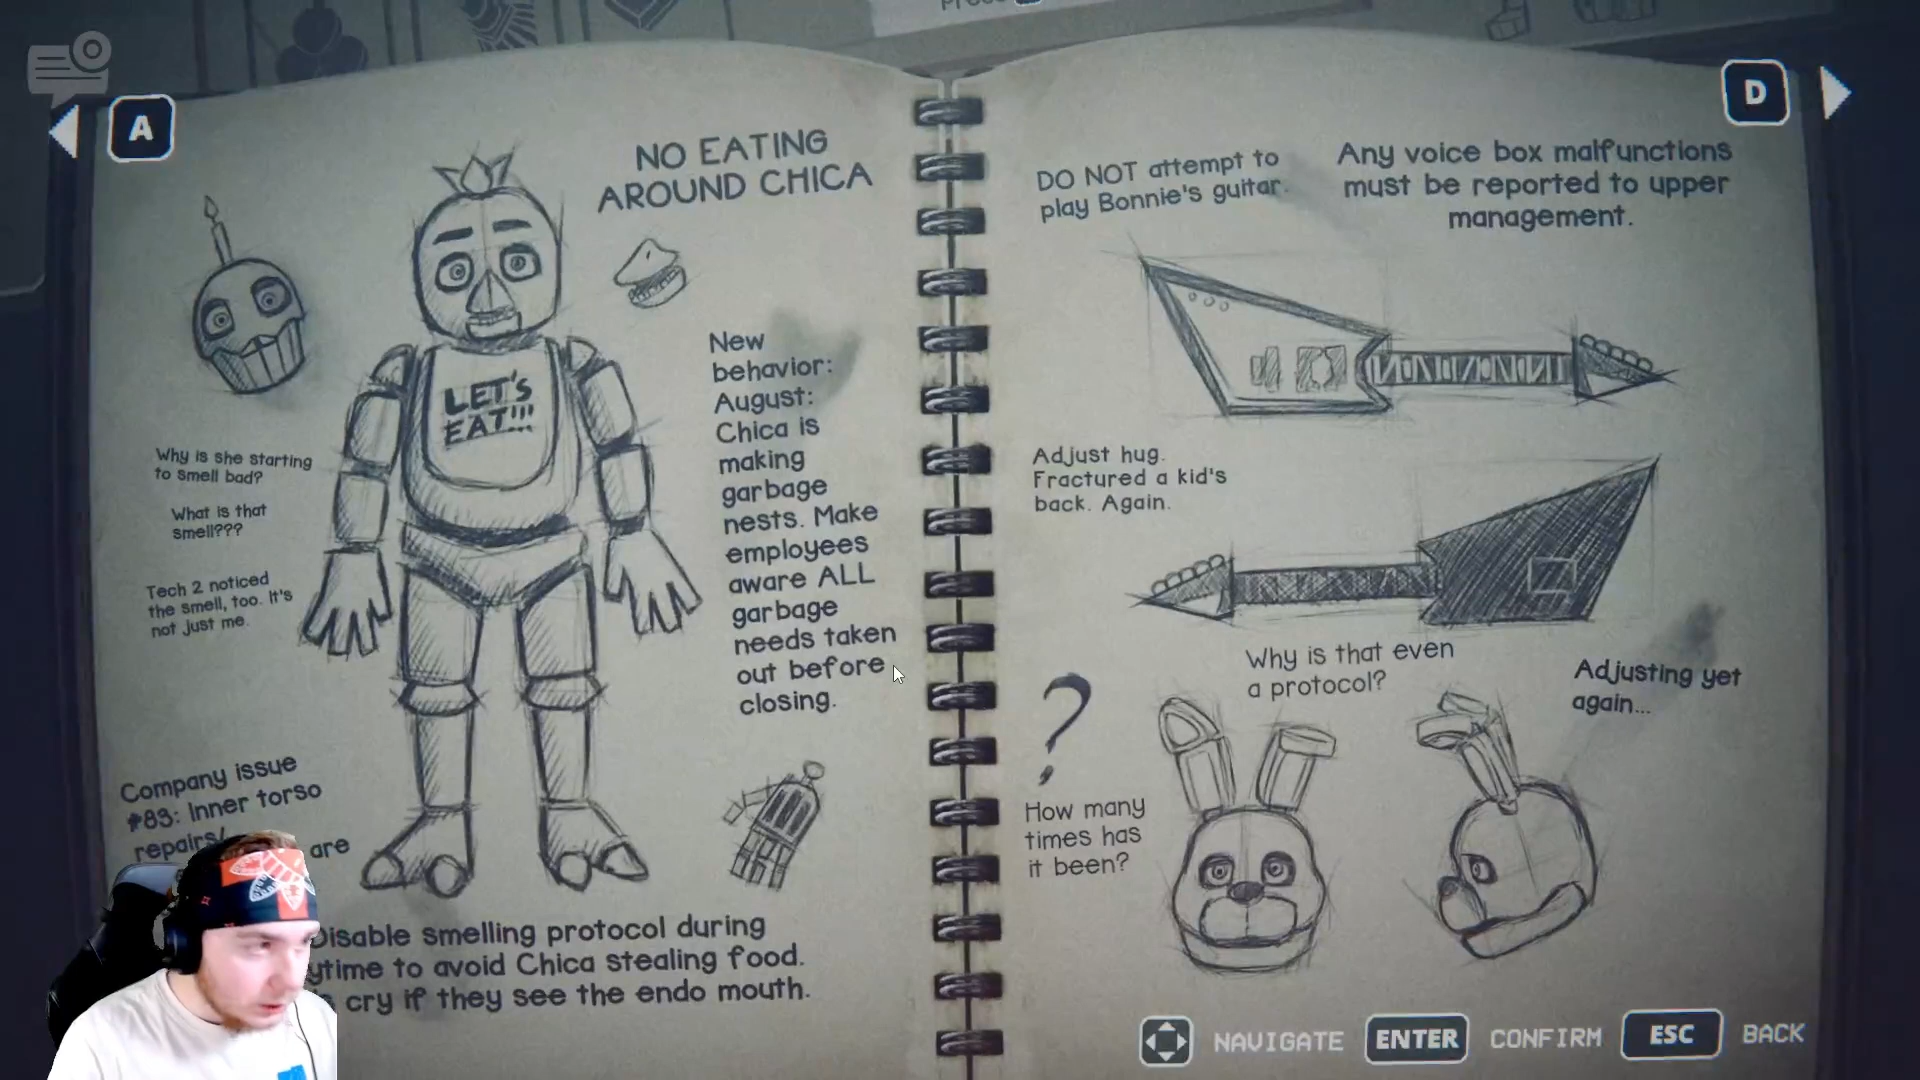 A
D
NO EATING
AROUND CHICA
LET'S
EAT!!!
New
behavior:
August:
Chica is
making
garbage
nests. Make
employees
aware ALL
garbage
needs taken
out before
closing.
Why is she starting
to smell bad?
What is that
smell???
Tech 2 noticed
the smell, too. It's
not just me.
Company issue
#83: Inner torso
repairs/
are
Disable smelling protocol during
to avoid Chica stealing food.
cry if they see the endo mouth.
DO NOT attempt to
play Bonnie's guitar.
Any voice box malfunctions
must be reported to upper
management.
Adjust hug.
Fractured a kid's
back. Again.
Why is that even
a protocol?
Adjusting yet
again...
?
How many
times has
it been?
NAVIGATE ENTER CONFIRM ESC BACK